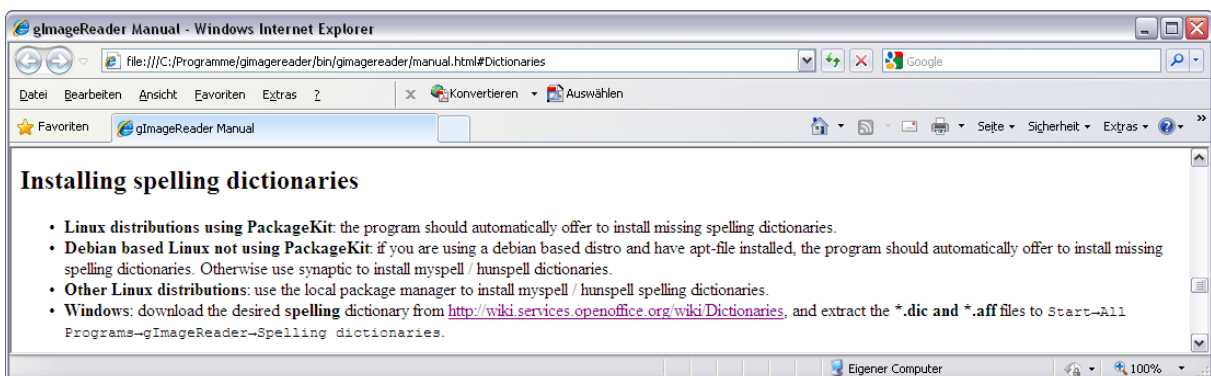 gImageReader Manual - Windows Internet Explorer
file:///C:/Programme/gimagereader/bin/gimagereader/manual.html#Dictionaries Google
Datei Bearbeiten Ansicht Favoriten Extras ? x Konvertieren Auswählen
Favoriten gImageReader Manual Seite Sicherheit Extras »
Installing spelling dictionaries
• Linux distributions using PackageKit: the program should automatically offer to install missing spelling dictionaries.
• Debian based Linux not using PackageKit: if you are using a debian based distro and have apt-file installed, the program should automatically offer to install missing
spelling dictionaries. Otherwise use synaptic to install myspell / hunspell dictionaries.
• Other Linux distributions: use the local package manager to install myspell / hunspell spelling dictionaries.
• Windows: download the desired spelling dictionary from http://wiki.services.openoffice.org/wiki/Dictionaries, and extract the *.dic and *.aff files to Start→All
Programs→gImageReader→Spelling dictionaries.
Eigener Computer 100%